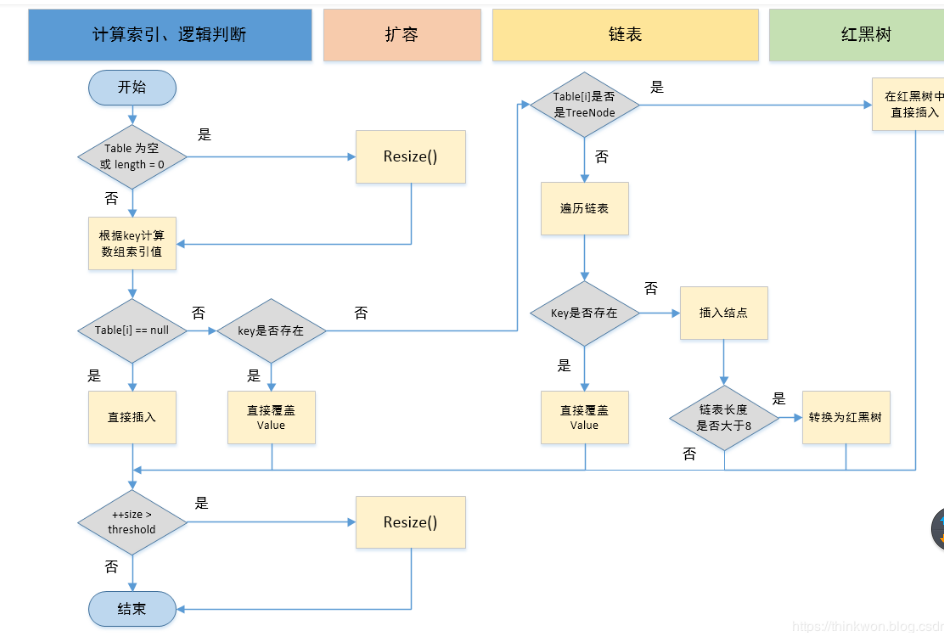 计算索引、逻辑判断
扩容
链表
红黑树
开始
Table 为空
或 length = 0
是
Resize()
否
根据key计算
数组索引值
Table[i] == null
否
key是否存在
否
是
直接插入
是
直接覆盖
Value
Table[i]是否
是TreeNode
是
在红黑树中
直接插入
否
遍历链表
Key是否存在
否
插入结点
是
直接覆盖
Value
链表长度
是否大于8
是
转换为红黑树
否
++size >
threshold
是
Resize()
否
结束
https://thinkwon.blog.csd